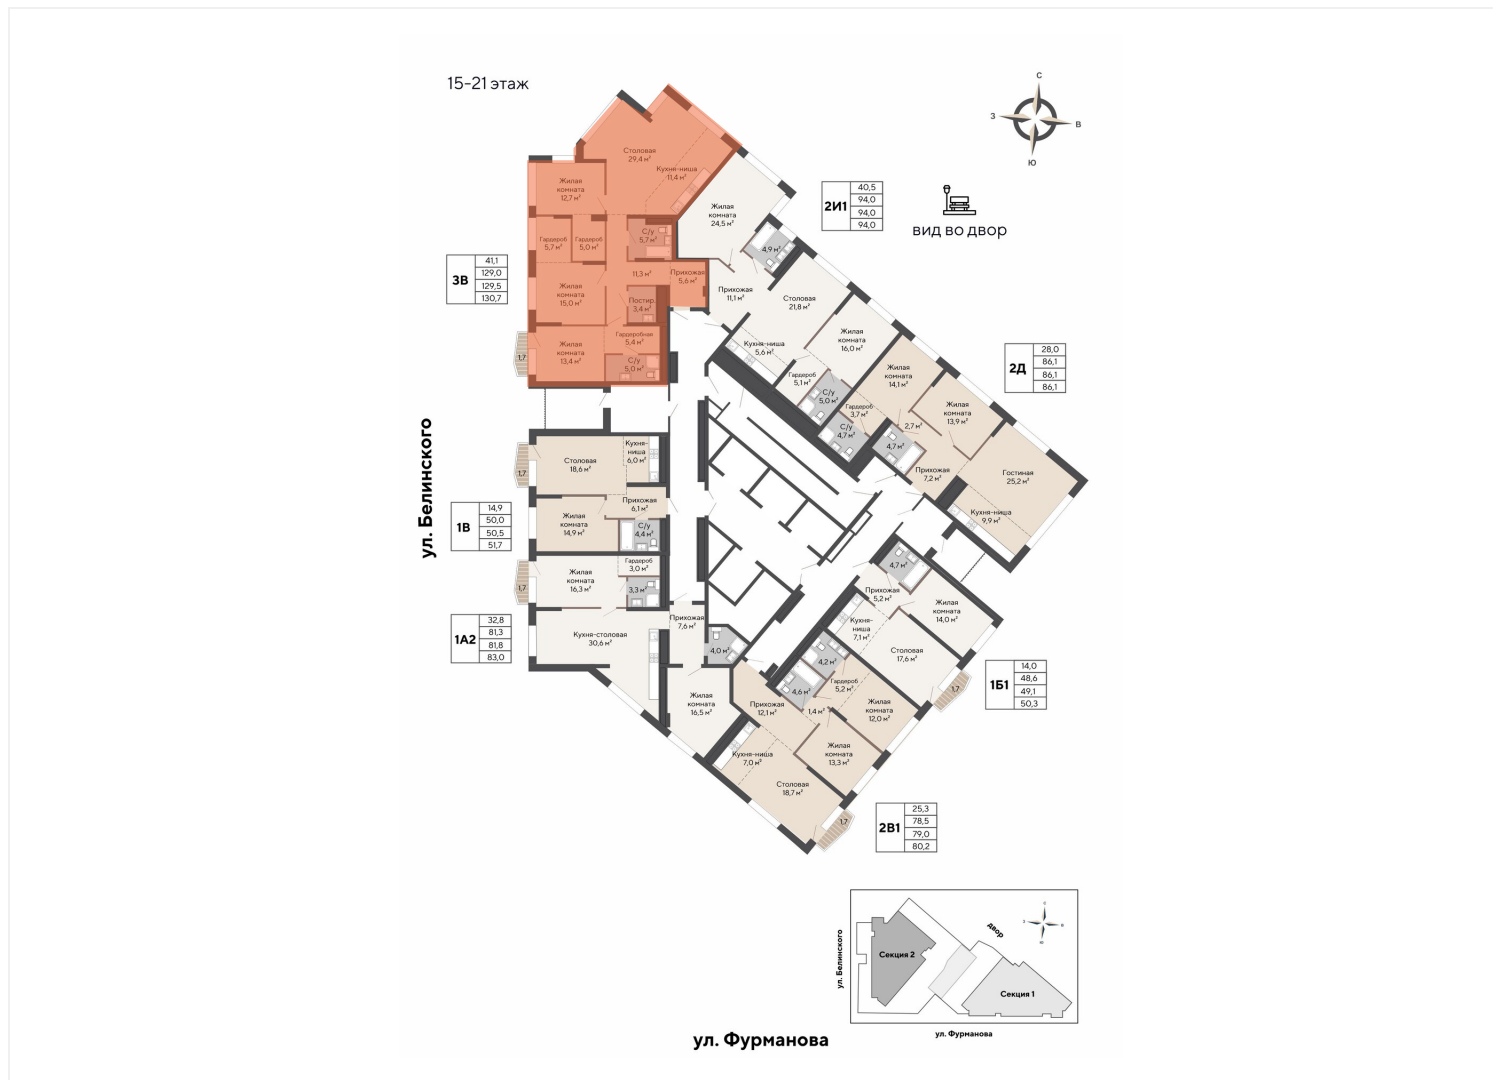 15-21 этаж
С
З
В
Ю
Столовая
29,4 м²
Кухня-ниша
11,4 м²
Жилая
комната
12,7 м²
Гардероб
5,7 м²
Гардероб
5,0 м²
С/у
5,7 м²
11,3 м²
Прихожая
5,6 м²
Жилая
комната
15,0 м²
Постир.
3,4 м²
Жилая
комната
13,4 м²
Гардеробная
5,4 м²
С/у
5,0 м²
1,7
3В
41,1
129,0
129,5
130,7
Жилая
комната
24,5 м²
4,9 м²
Прихожая
11,1 м²
Столовая
21,8 м²
Кухня-ниша
5,6 м²
Жилая
комната
16,0 м²
Гардероб
5,1 м²
С/у
5,0 м²
2И1
40,5
94,0
94,0
94,0
вид во двор
Жилая
комната
14,1 м²
Гардероб
3,7 м²
С/у
4,7 м²
2,7 м²
Жилая
комната
13,9 м²
4,7 м²
Прихожая
7,2 м²
Гостиная
25,2 м²
Кухня-ниша
9,9 м²
2Д
28,0
86,1
86,1
86,1
ул. Белинского
Столовая
18,6 м²
Кухня-
ниша
6,0 м²
1,7
Прихожая
6,1 м²
Жилая
комната
14,9 м²
С/у
4,4 м²
1В
14,9
50,0
50,5
51,7
Жилая
комната
16,3 м²
Гардероб
3,0 м²
3,3 м²
1,7
Кухня-столовая
30,6 м²
Прихожая
7,6 м²
4,0 м²
Жилая
комната
16,5 м²
1А2
32,8
81,3
81,8
83,0
4,7 м²
Прихожая
5,2 м²
Жилая
комната
14,0 м²
Кухня-
ниша
7,1 м²
Столовая
17,6 м²
1,7
1Б1
14,0
48,6
49,1
50,3
4,2 м²
4,6 м²
Гардероб
5,2 м²
Прихожая
12,1 м²
1,4 м²
Жилая
комната
12,0 м²
Жилая
комната
13,3 м²
Кухня-ниша
7,0 м²
Столовая
18,7 м²
1,7
2В1
25,3
78,5
79,0
80,2
ул. Белинского
Секция 2
двор
С
З
В
Ю
Секция 1
ул. Фурманова
ул. Фурманова